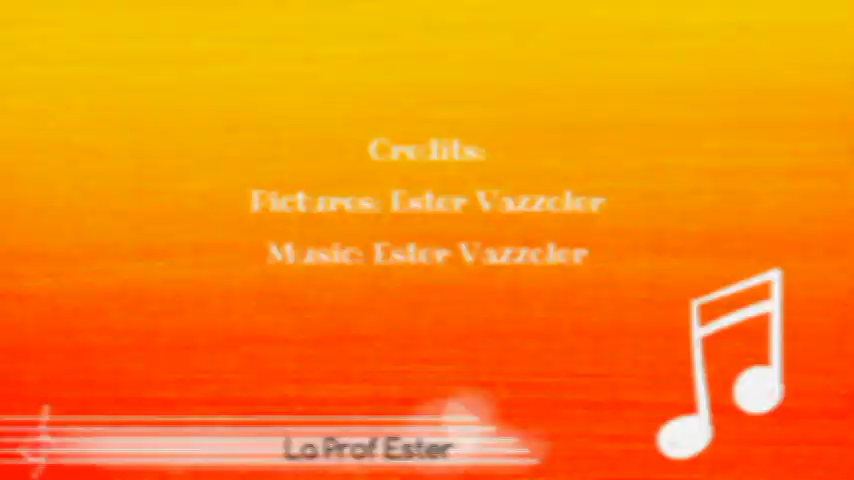 Credits:
Pictures: Ester Vazzoler
Music: Ester Vazzoler
La Prof Ester